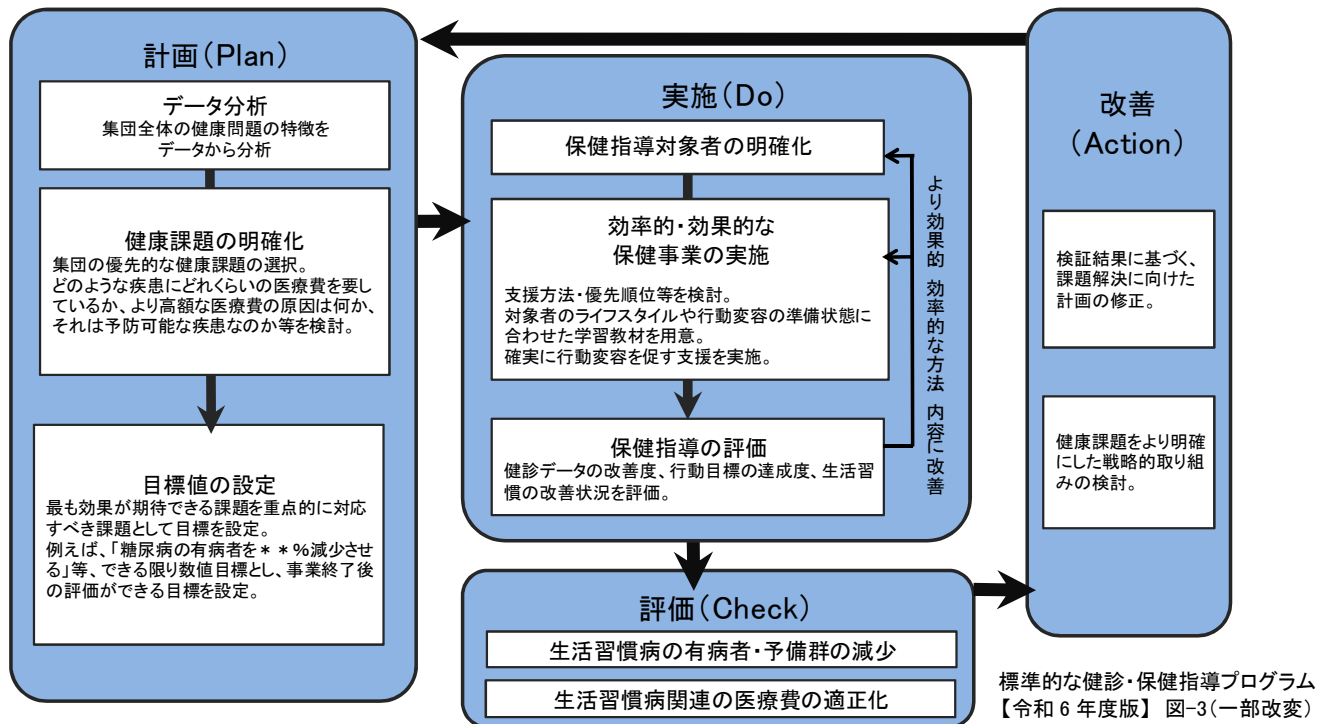 計画(Plan)
データ分析
集団全体の健康問題の特徴を
データから分析
健康課題の明確化
集団の優先的な健康課題の選択。
どのような疾患にどれくらいの医療費を要し
ているか、より高額な医療費の原因は何か、
それは予防可能な疾患なのか等を検討。
目標値の設定
最も効果が期待できる課題を重点的に対応
すべき課題として目標を設定。
例えば、「糖尿病の有病者を**%減少させ
る」等、できる限り数値目標とし、事業終了後
の評価ができる目標を設定。
実施(Do)
保健指導対象者の明確化
効率的・効果的な
保健事業の実施
支援方法・優先順位等を検討。
対象者のライフスタイルや行動変容の準備状態に
合わせた学習教材を用意。
確実に行動変容を促す支援を実施。
保健指導の評価
健診データの改善度、行動目標の達成度、生活習
慣の改善状況を評価。
より効果的 効率的な方法 内容に改善
評価(Check)
生活習慣病の有病者・予備群の減少
生活習慣病関連の医療費の適正化
改善
(Action)
検証結果に基づく、
課題解決に向けた
計画の修正。
健康課題をより明確
にした戦略的取り組
みの検討。
標準的な健診・保健指導プログラム
【令和6年度版】 図-3(一部改変)